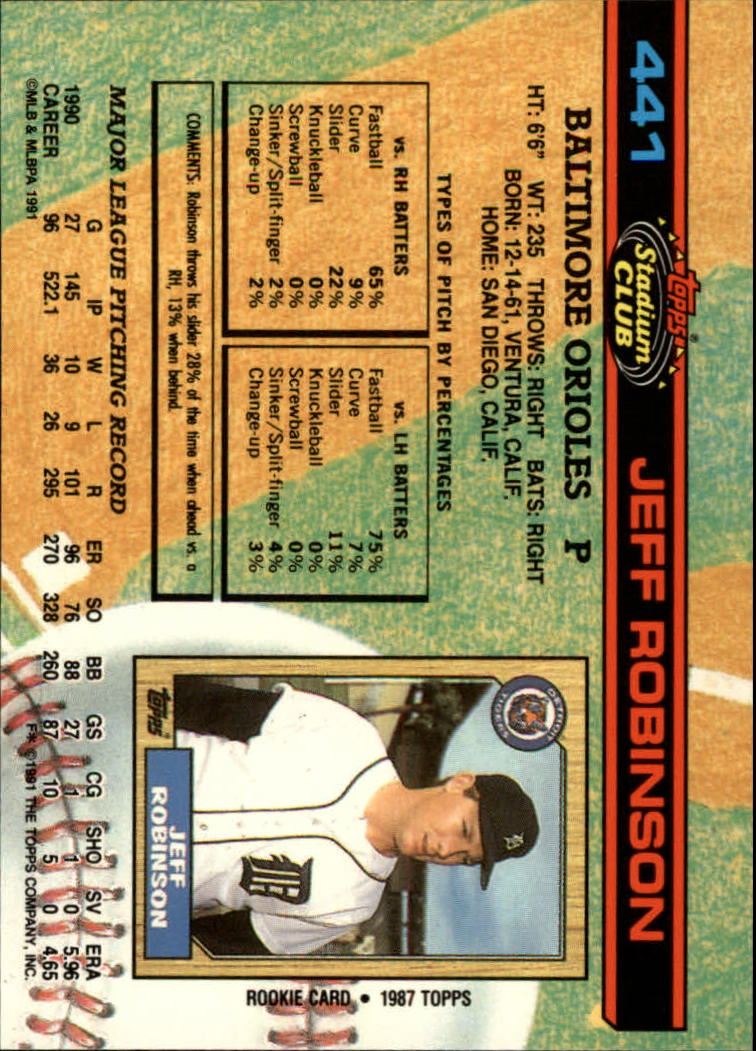 441
Topps®
Stadium
CLUB
JEFF ROBINSON
BALTIMORE ORIOLES P
HT: 6'6" WT: 235 THROWS: RIGHT BATS: RIGHT
BORN: 12-14-61, VENTURA, CALIF.
HOME: SAN DIEGO, CALIF.
TYPES OF PITCH BY PERCENTAGES
vs. RH BATTERS
Fastball 65%
Curve 9%
Slider 22%
Knuckleball 0%
Screwball 0%
Sinker/Split-finger 2%
Change-up 2%
vs. LH BATTERS
Fastball 75%
Curve 7%
Slider 11%
Knuckleball 0%
Screwball 0%
Sinker/Split-finger 4%
Change-up 3%
COMMENTS: Robinson throws his slider 28% of the time when ahead vs. a
RH, 13% when behind.
MAJOR LEAGUE PITCHING RECORD
G IP W L R ER SO BB GS CG SHO SV ERA
1990 27 145 10 9 101 96 76 88 27 1 1 0 5.96
CAREER 96 522.1 36 26 295 270 328 260 87 10 5 0 4.65
©MLB & MLBPA 1991
F* ©1991 THE TOPPS COMPANY, INC.
DETROIT
TIGERS
D
Topps®
JEFF
ROBINSON
ROOKIE CARD • 1987 TOPPS